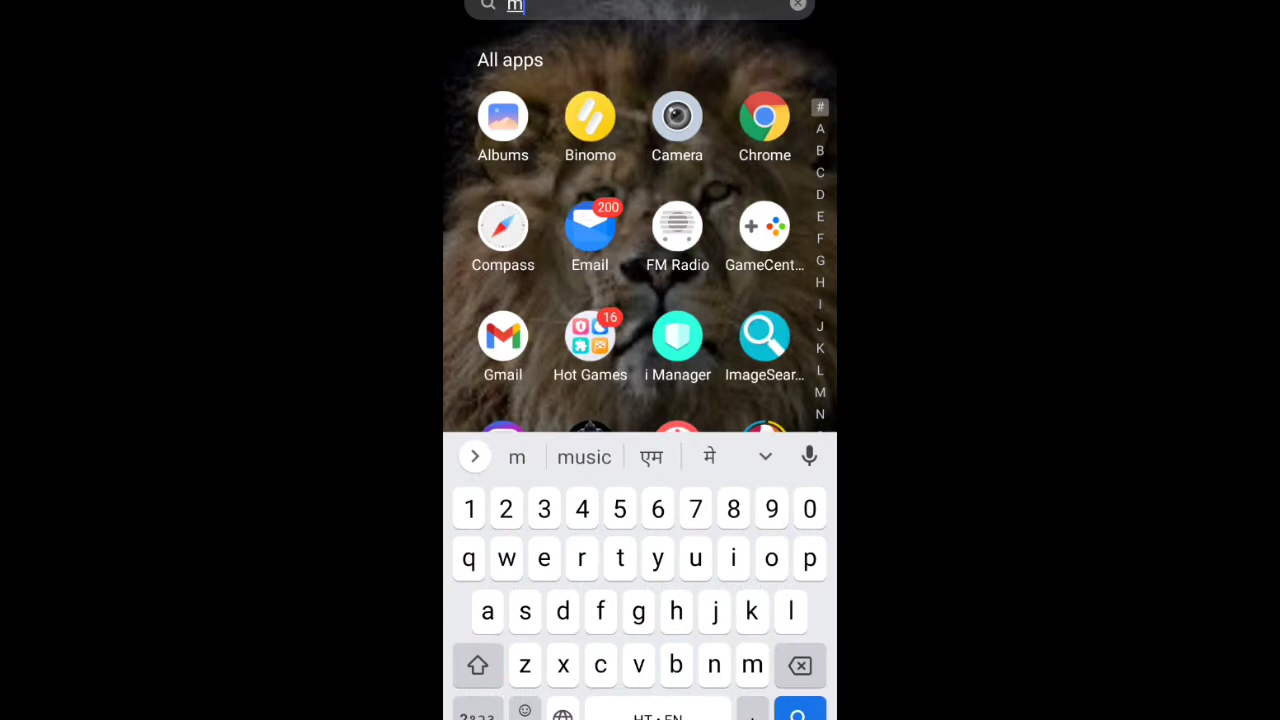 m
All apps
#
A
B
C
D
E
F
G
H
I
J
K
L
M
N
Albums Binomo Camera Chrome
200
Compass Email FM Radio GameCent...
16
Gmail Hot Games i Manager ImageSear...
m music एम मे
1 2 3 4 5 6 7 8 9 0
q w e r t y u i o p
a s d f g h j k l
z x c v b n m